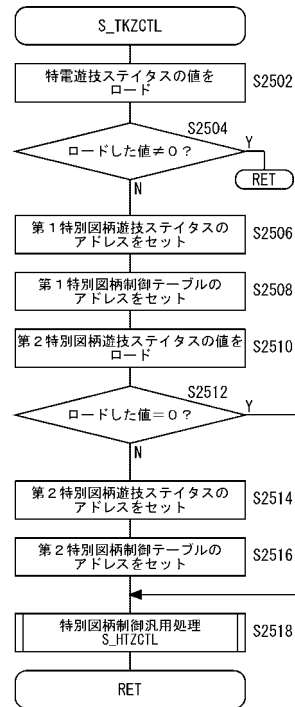 S_TKZCTL
特電遊技ステイタスの値を
ロード
S2502
S2504
ロードした値≠０？
Y
RET
N
第１特別図柄遊技ステイタスの
アドレスをセット
S2506
第１特別図柄制御テーブルの
アドレスをセット
S2508
第２特別図柄遊技ステイタスの値を
ロード
S2510
S2512
ロードした値＝０？
Y
N
第２特別図柄遊技ステイタスの
アドレスをセット
S2514
第２特別図柄制御テーブルの
アドレスをセット
S2516
特別図柄制御汎用処理
S_HTZCTL
S2518
RET